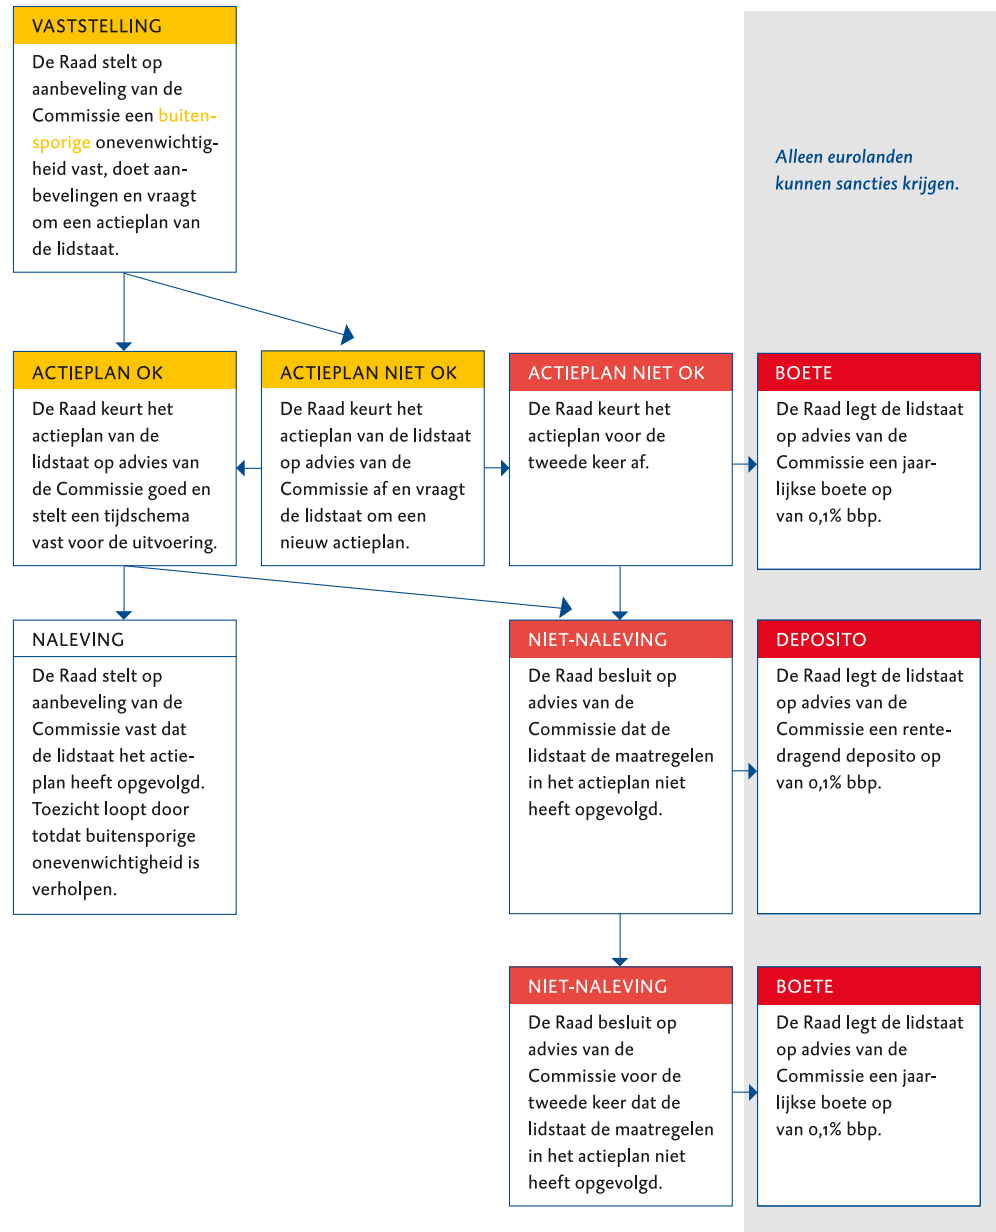 VASTSTELLING
De Raad stelt op
aanbeveling van de
Commissie een buiten-
sporige onevenwichtig-
heid vast, doet aan-
bevelingen en vraagt
om een actieplan van
de lidstaat.
Alleen eurolanden
kunnen sancties krijgen.
ACTIEPLAN OK
De Raad keurt het
actieplan van de
lidstaat op advies van
de Commissie goed en
stelt een tijdschema
vast voor de uitvoering.
ACTIEPLAN NIET OK
De Raad keurt het
actieplan van de lidstaat
op advies van de
Commissie af en vraagt
de lidstaat om een
nieuw actieplan.
ACTIEPLAN NIET OK
De Raad keurt het
actieplan voor de
tweede keer af.
BOETE
De Raad legt de lidstaat
op advies van de
Commissie een jaar-
lijkse boete op
van 0,1% bbp.
NALEVING
De Raad stelt op
aanbeveling van de
Commissie vast dat
de lidstaat het actie-
plan heeft opgevolgd.
Toezicht loopt door
totdat buitensporige
onevenwichtigheid is
verholpen.
NIET-NALEVING
De Raad besluit op
advies van de
Commissie dat de
lidstaat de maatregelen
in het actieplan niet
heeft opgevolgd.
DEPOSITO
De Raad legt de lidstaat
op advies van de
Commissie een rente-
dragend deposito op
van 0,1% bbp.
NIET-NALEVING
De Raad besluit op
advies van de
Commissie voor de
tweede keer dat de
lidstaat de maatregelen
in het actieplan niet
heeft opgevolgd.
BOETE
De Raad legt de lidstaat
op advies van de
Commissie een jaar-
lijkse boete op
van 0,1% bbp.